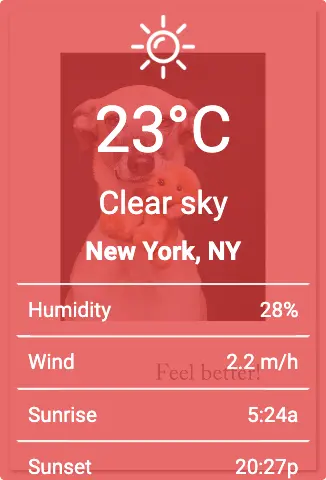 23°C
Clear sky
New York, NY
Humidity 28%
Wind 2.2 m/h
Feel better!
Sunrise 5:24a
Sunset 20:27p